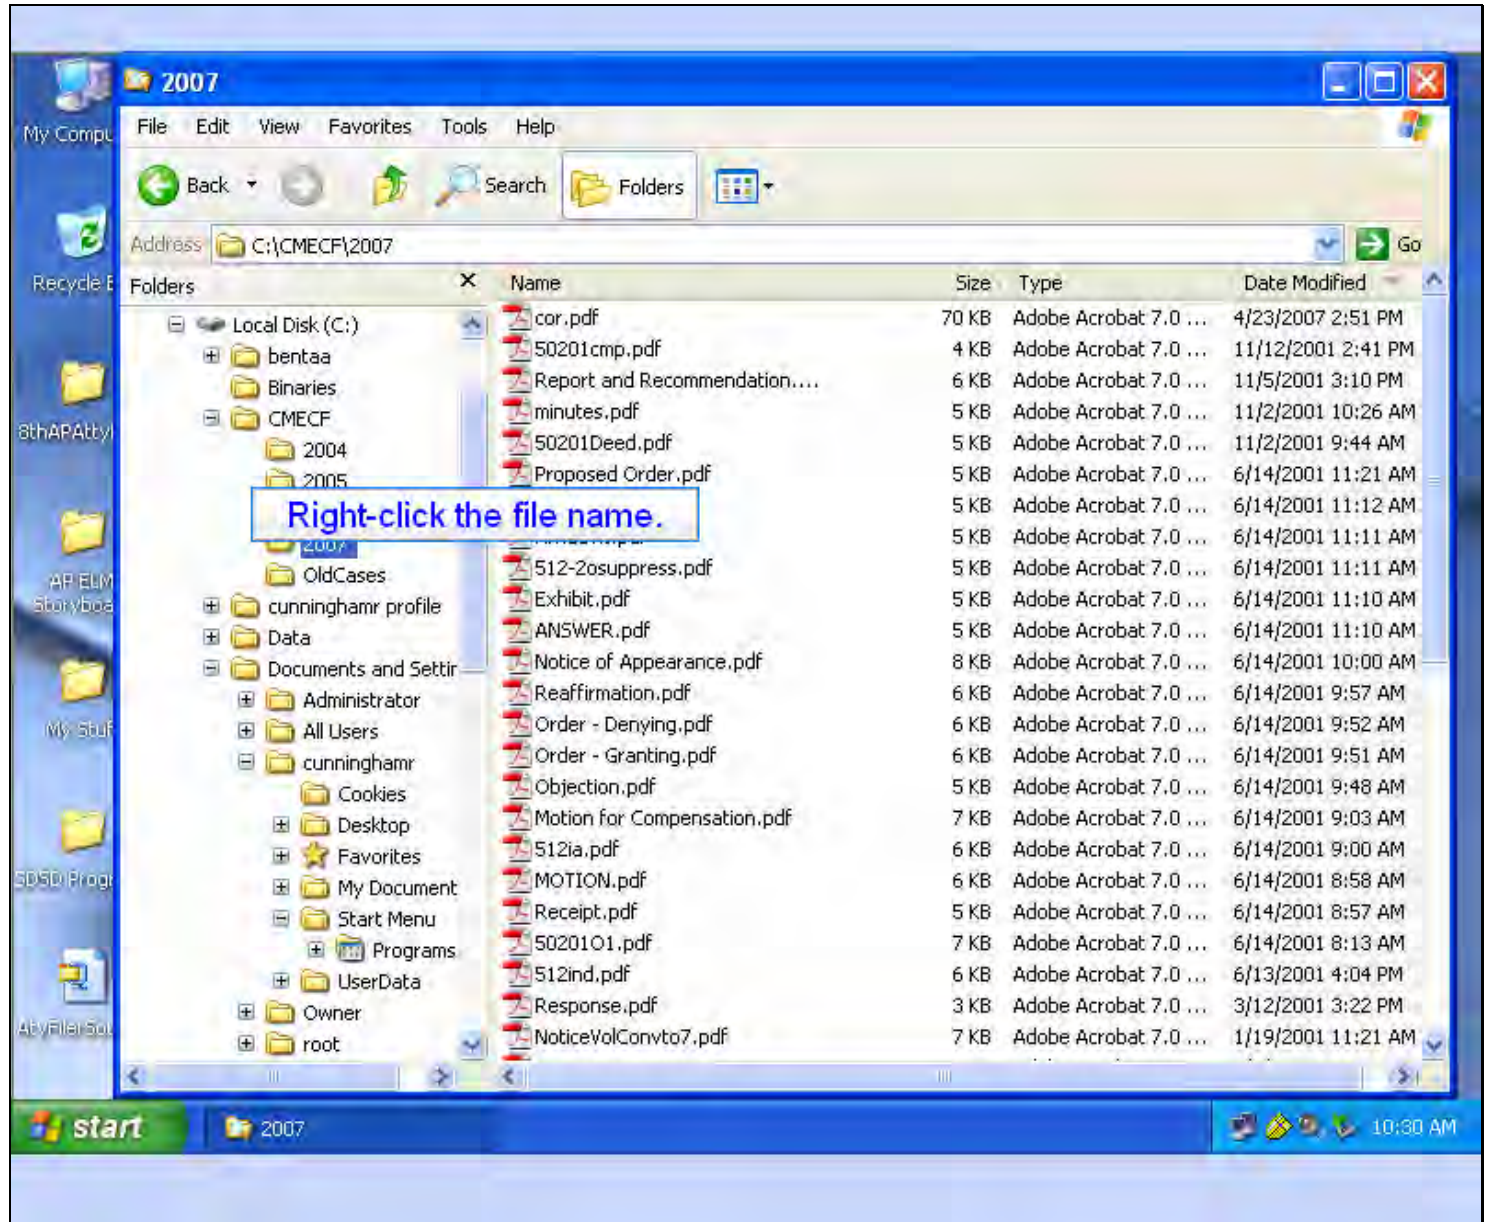 2007
File Edit View Favorites Tools Help
Back Search Folders
Address C:\CMECF\2007 Go
Folders
Name Size Type Date Modified
My Compu
Recycle B
8thAPAtty
AP ELM
Storyboa
My Stuf
SDSD Progr
AtyFilerSou
Local Disk (C:)
bentaa
Binaries
CMECF
2004
2005
2007
OldCases
cunninghamr profile
Data
Documents and Settin
Administrator
All Users
cunninghamr
Cookies
Desktop
Favorites
My Document
Start Menu
Programs
UserData
Owner
root
Right-click the file name.
cor.pdf 70 KB Adobe Acrobat 7.0 ... 4/23/2007 2:51 PM
50201cmp.pdf 4 KB Adobe Acrobat 7.0 ... 11/12/2001 2:41 PM
Report and Recommendation.... 6 KB Adobe Acrobat 7.0 ... 11/5/2001 3:10 PM
minutes.pdf 5 KB Adobe Acrobat 7.0 ... 11/2/2001 10:26 AM
50201Deed.pdf 5 KB Adobe Acrobat 7.0 ... 11/2/2001 9:44 AM
Proposed Order.pdf 5 KB Adobe Acrobat 7.0 ... 6/14/2001 11:21 AM
5 KB Adobe Acrobat 7.0 ... 6/14/2001 11:12 AM
5 KB Adobe Acrobat 7.0 ... 6/14/2001 11:11 AM
512-2osuppress.pdf 5 KB Adobe Acrobat 7.0 ... 6/14/2001 11:11 AM
Exhibit.pdf 5 KB Adobe Acrobat 7.0 ... 6/14/2001 11:10 AM
ANSWER.pdf 5 KB Adobe Acrobat 7.0 ... 6/14/2001 11:10 AM
Notice of Appearance.pdf 8 KB Adobe Acrobat 7.0 ... 6/14/2001 10:00 AM
Reaffirmation.pdf 6 KB Adobe Acrobat 7.0 ... 6/14/2001 9:57 AM
Order - Denying.pdf 6 KB Adobe Acrobat 7.0 ... 6/14/2001 9:52 AM
Order - Granting.pdf 6 KB Adobe Acrobat 7.0 ... 6/14/2001 9:51 AM
Objection.pdf 5 KB Adobe Acrobat 7.0 ... 6/14/2001 9:48 AM
Motion for Compensation.pdf 7 KB Adobe Acrobat 7.0 ... 6/14/2001 9:03 AM
512ia.pdf 6 KB Adobe Acrobat 7.0 ... 6/14/2001 9:00 AM
MOTION.pdf 6 KB Adobe Acrobat 7.0 ... 6/14/2001 8:58 AM
Receipt.pdf 5 KB Adobe Acrobat 7.0 ... 6/14/2001 8:57 AM
50201O1.pdf 7 KB Adobe Acrobat 7.0 ... 6/14/2001 8:13 AM
512ind.pdf 6 KB Adobe Acrobat 7.0 ... 6/13/2001 4:04 PM
Response.pdf 3 KB Adobe Acrobat 7.0 ... 3/12/2001 3:22 PM
NoticeVolConvto7.pdf 7 KB Adobe Acrobat 7.0 ... 1/19/2001 11:21 AM
start 2007 10:30 AM